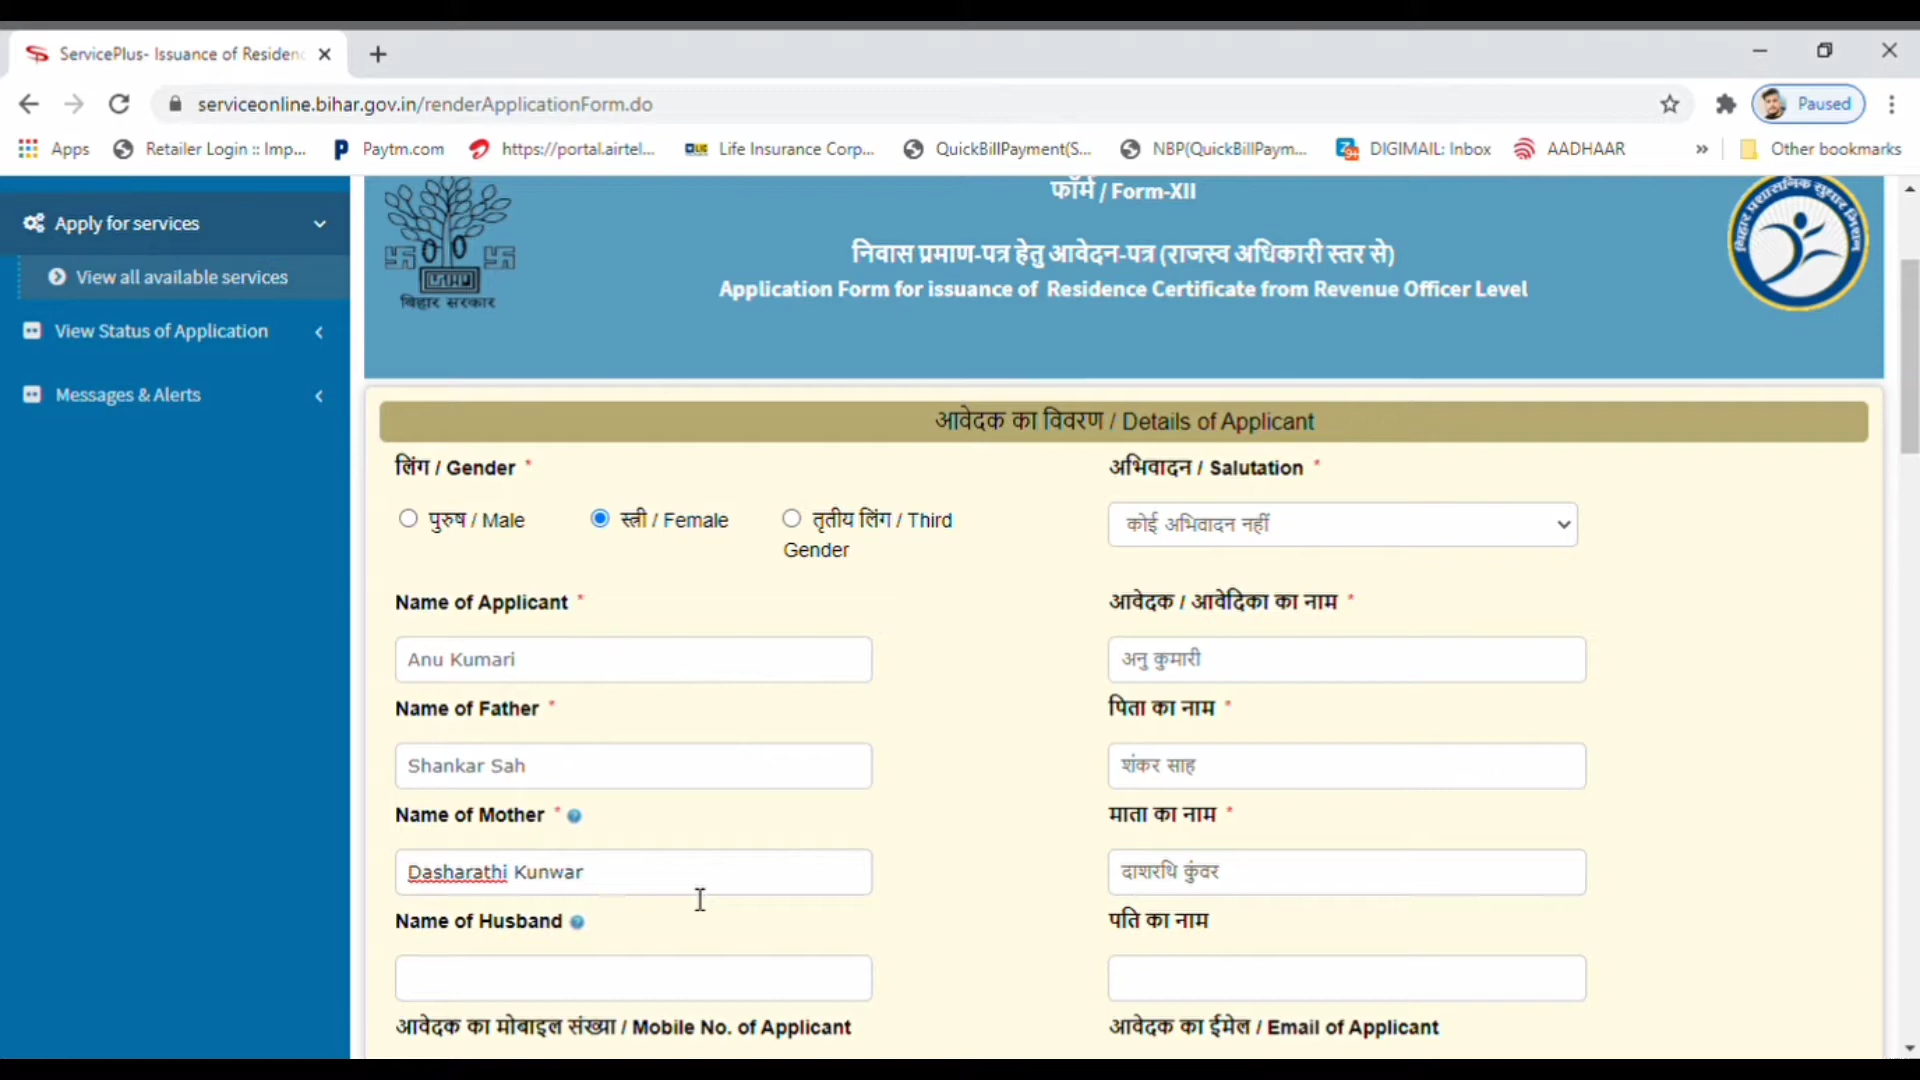 ServicePlus- Issuance of Residenc
serviceonline.bihar.gov.in/renderApplicationForm.do
Paused
Apps
Retailer Login :: Imp...
Paytm.com
https://portal.airtel...
Life Insurance Corp...
QuickBillPayment(S...
NBP(QuickBillPaym...
DIGIMAIL: Inbox
AADHAAR
»
Other bookmarks
Apply for services
View all available services
View Status of Application
Messages & Alerts
बिहार सरकार
फॉर्म / Form-XII
निवास प्रमाण-पत्र हेतु आवेदन-पत्र (राजस्व अधिकारी स्तर से)
Application Form for issuance of Residence Certificate from Revenue Officer Level
बिहार प्रशासनिक सुधार मिशन
आवेदक का विवरण / Details of Applicant
लिंग / Gender *
अभिवादन / Salutation *
पुरुष / Male
स्त्री / Female
तृतीय लिंग / Third
Gender
कोई अभिवादन नहीं
Name of Applicant *
आवेदक / आवेदिका का नाम *
Anu Kumari
अनु कुमारी
Name of Father *
पिता का नाम *
Shankar Sah
शंकर साह
Name of Mother *
माता का नाम *
Dasharathi Kunwar
दाशरथि कुंवर
Name of Husband
पति का नाम
आवेदक का मोबाइल संख्या / Mobile No. of Applicant
आवेदक का ईमेल / Email of Applicant